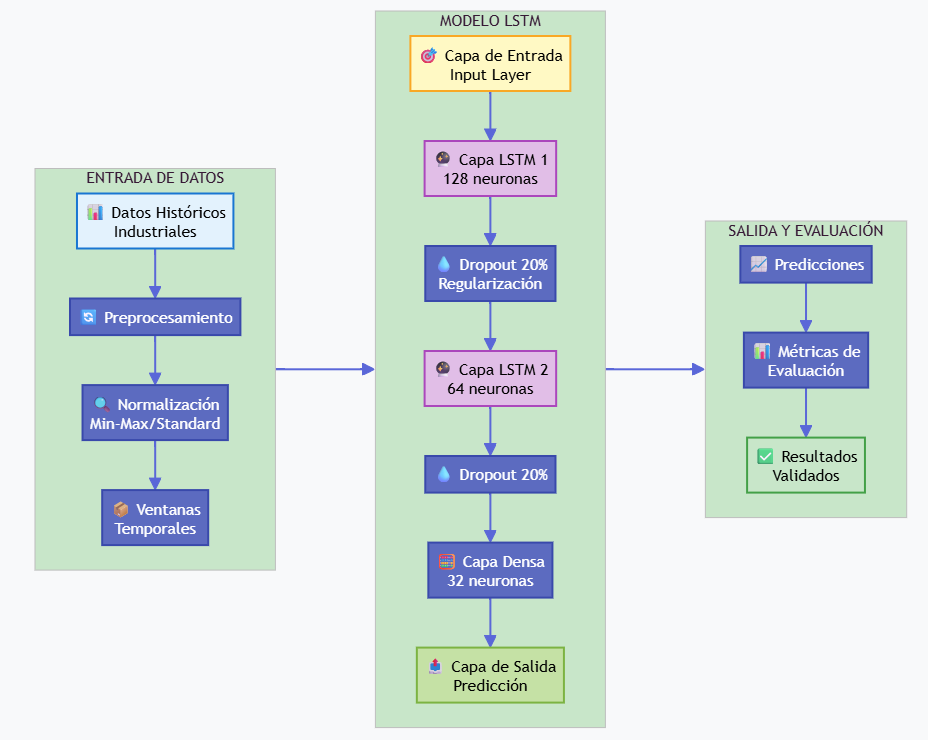 ENTRADA DE DATOS
Datos Históricos
Industriales
Preprocesamiento
Normalización
Min-Max/Standard
Ventanas
Temporales
MODELO LSTM
Capa de Entrada
Input Layer
Capa LSTM 1
128 neuronas
Dropout 20%
Regularización
Capa LSTM 2
64 neuronas
Dropout 20%
Capa Densa
32 neuronas
Capa de Salida
Predicción
SALIDA Y EVALUACIÓN
Predicciones
Métricas de
Evaluación
Resultados
Validados